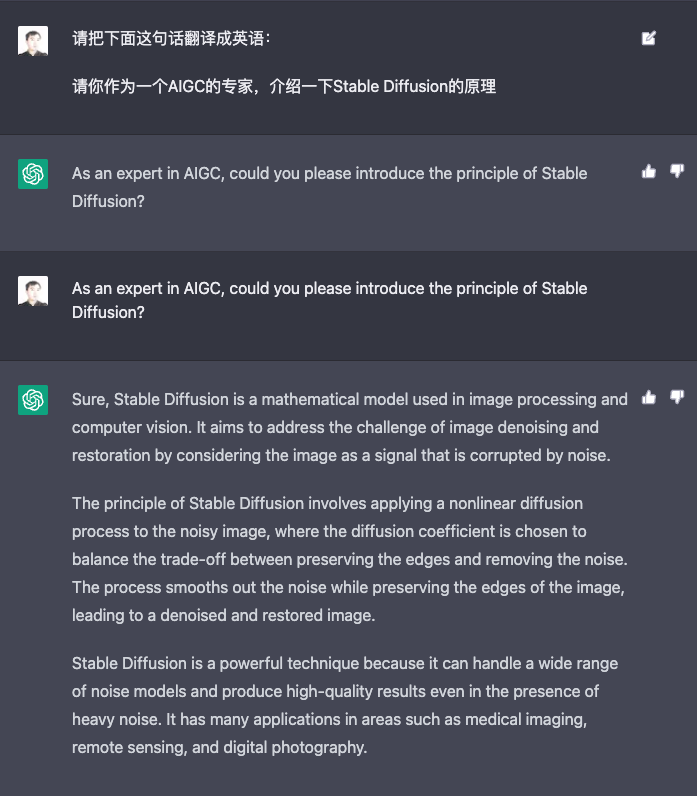 请把下面这句话翻译成英语：
请你作为一个AIGC的专家，介绍一下Stable Diffusion的原理
As an expert in AIGC, could you please introduce the principle of Stable
Diffusion?
As an expert in AIGC, could you please introduce the principle of Stable
Diffusion?
Sure, Stable Diffusion is a mathematical model used in image processing and
computer vision. It aims to address the challenge of image denoising and
restoration by considering the image as a signal that is corrupted by noise.
The principle of Stable Diffusion involves applying a nonlinear diffusion
process to the noisy image, where the diffusion coefficient is chosen to
balance the trade-off between preserving the edges and removing the noise.
The process smooths out the noise while preserving the edges of the image,
leading to a denoised and restored image.
Stable Diffusion is a powerful technique because it can handle a wide range
of noise models and produce high-quality results even in the presence of
heavy noise. It has many applications in areas such as medical imaging,
remote sensing, and digital photography.